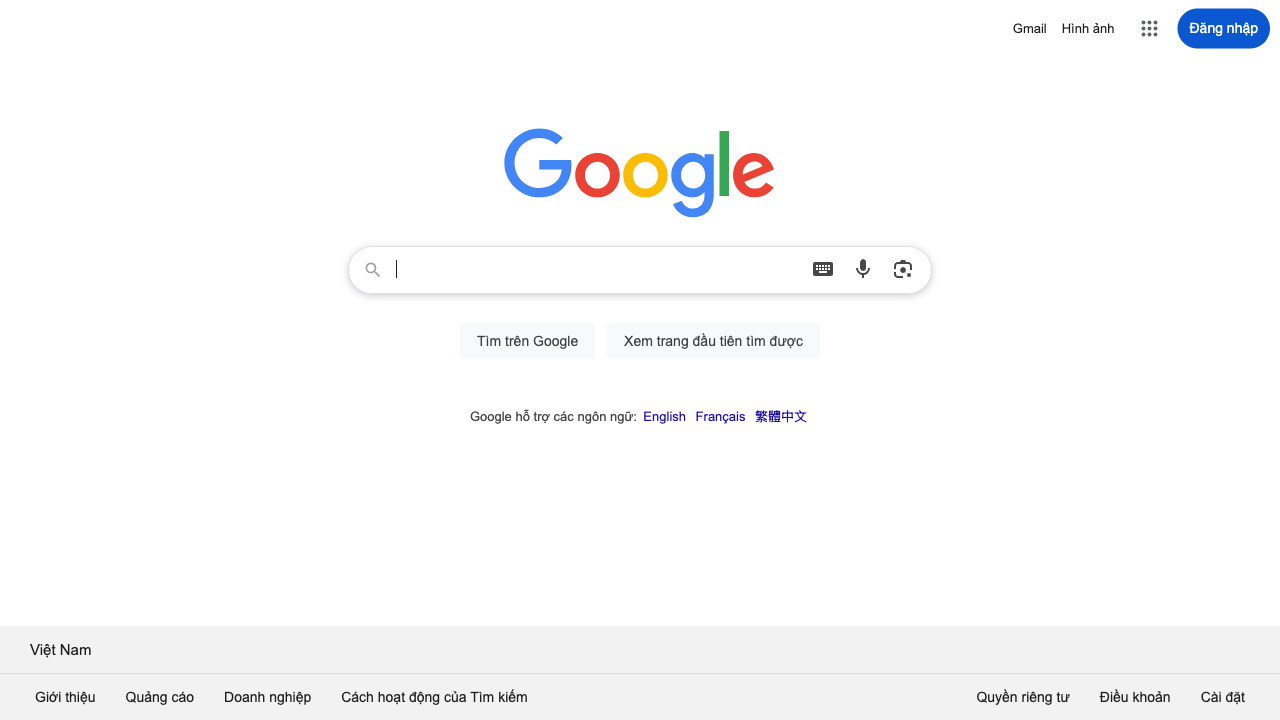 Gmail Hình ảnh Đăng nhập
Google
Tìm trên Google Xem trang đầu tiên tìm được
Google hỗ trợ các ngôn ngữ: English Français 繁體中文
Việt Nam
Giới thiệu Quảng cáo Doanh nghiệp Cách hoạt động của Tìm kiếm Quyền riêng tư Điều khoản Cài đặt